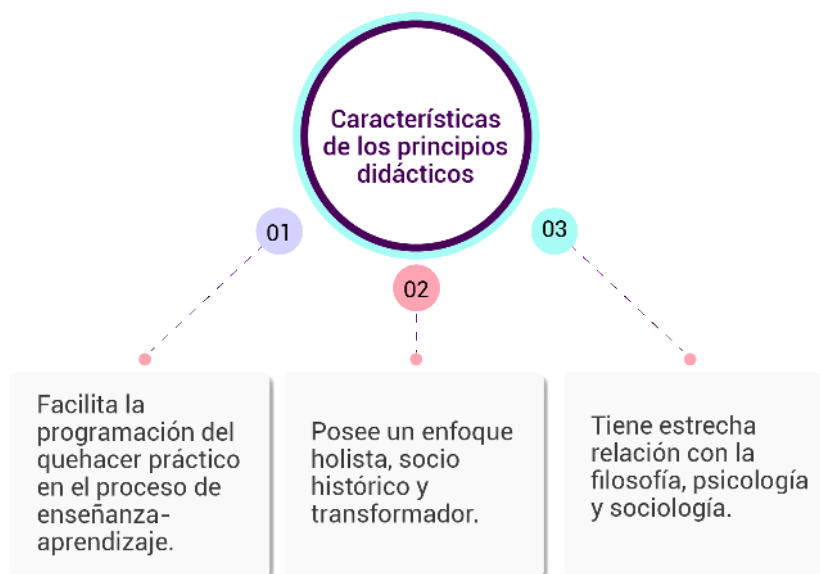 Características
de los principios
didácticos
01
02
03
Facilita la
programación del
quehacer práctico
en el proceso de
enseñanza-
aprendizaje.
Posee un enfoque
holista, socio
histórico y
transformador.
Tiene estrecha
relación con la
filosofía, psicología
y sociología.